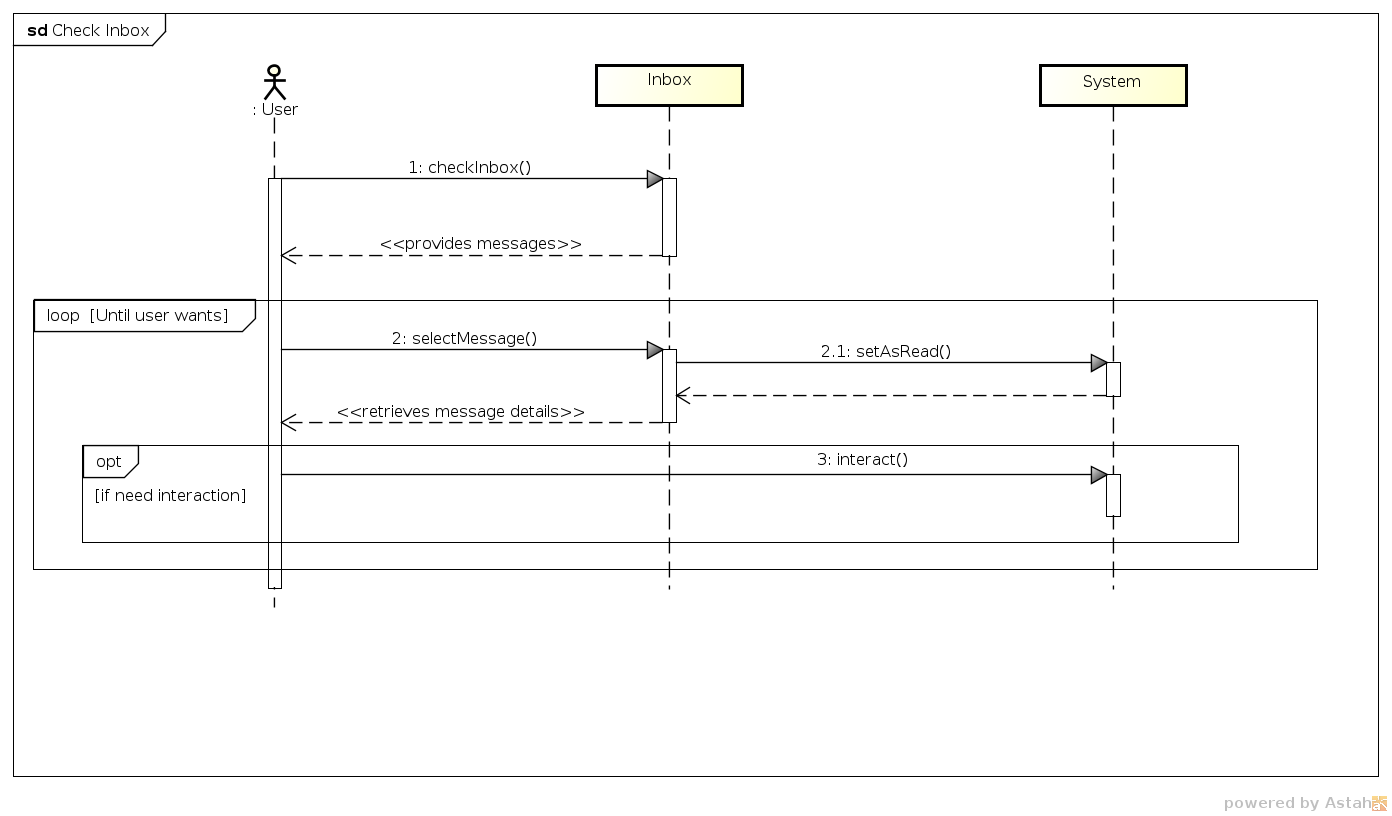 sd Check Inbox
: User
Inbox
System
1: checkInbox()
<<provides messages>>
loop [Until user wants]
2: selectMessage()
2.1: setAsRead()
<<retrieves message details>>
opt
3: interact()
[if need interaction]
powered by Astah